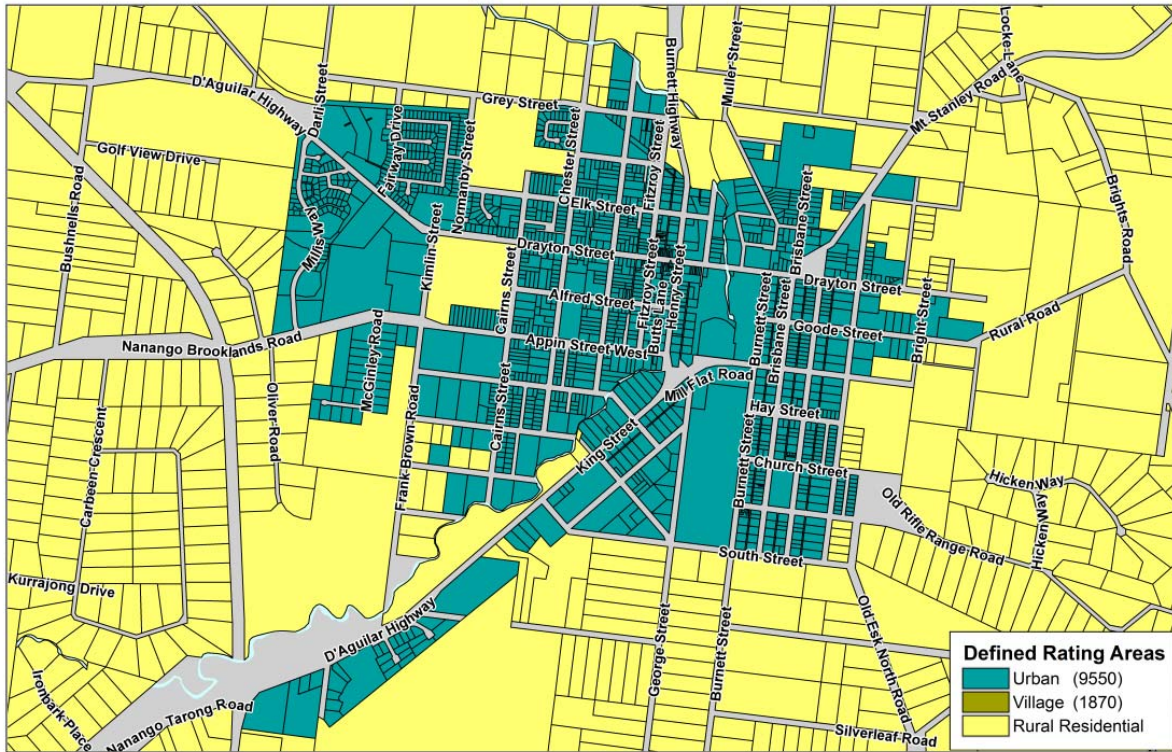 Locke Lane
Burnett Highway
Muller Street
D'Aguilar Highway
Darli Street
Grey Street
Mt Stanley Road
Golf View Drive
Fairway Drive
Normanby Street
Chester Street
Fitzroy Street
Bushnells Road
Brights Road
Elk Street
Millis Way
Kimlin Street
Drayton Street
Brisbane Street
Drayton Street
Cairns Street
Alfred Street
Fitzroy Street
Butts Lane
Henry Street
Burnett Street
Brisbane Street
Goode Street
Bright Street
Rural Road
Nanango Brooklands Road
McGinley Road
Appin Street West
Mill Flat Road
Oliver Road
Hay Street
Carbeen Crescent
Frank Brown Road
Cairns Street
King Street
Burnett Street
Church Street
Hicken Way
Hicken Way
Old Rifle Range Road
South Street
Kurrajong Drive
D'Aguilar Highway
George Street
Burnett Street
Old Esk North Road
Ironbark Place
Nanango Tarong Road
Silverleaf Road
Defined Rating Areas
Urban (9550)
Village (1870)
Rural Residential